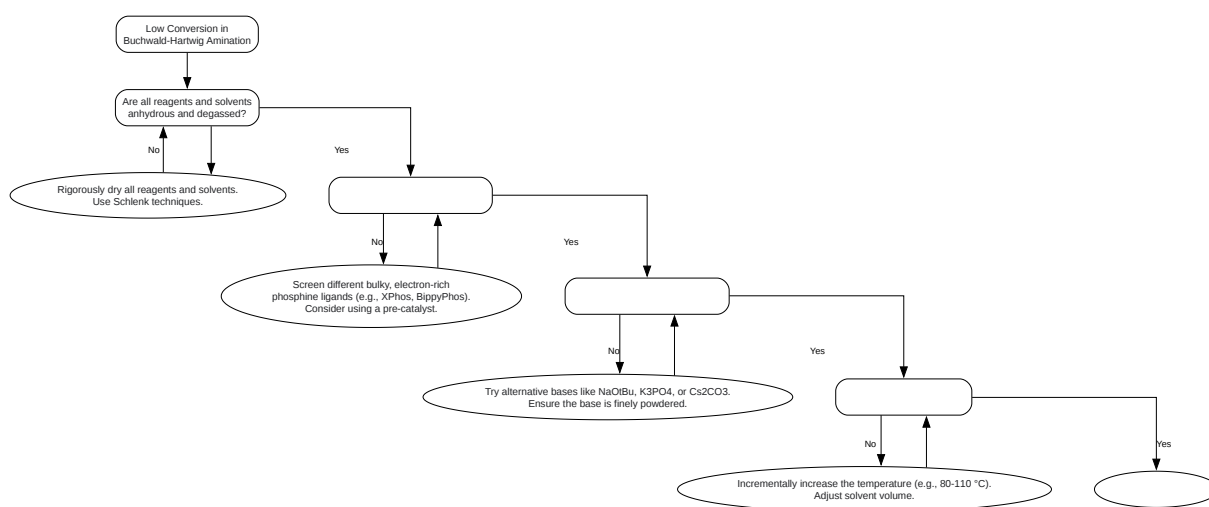 Low Conversion in
Buchwald-Hartwig Amination
Are all reagents and solvents
anhydrous and degassed?
No
Yes
Rigorously dry all reagents and solvents.
Use Schlenk techniques.
No
Yes
Screen different bulky, electron-rich
phosphine ligands (e.g., XPhos, BippyPhos).
Consider using a pre-catalyst.
No
Yes
Try alternative bases like NaOtBu, K3PO4, or Cs2CO3.
Ensure the base is finely powdered.
No
Yes
Incrementally increase the temperature (e.g., 80-110 °C).
Adjust solvent volume.